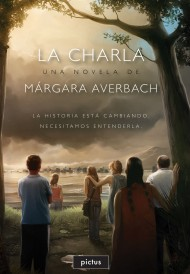 LA CHARLA
UNA NOVELA DE
MÁRGARA AVERBACH
LA HISTORIA ESTÁ CAMBIANDO.
NECESITAMOS ENTENDERLA.
pictus